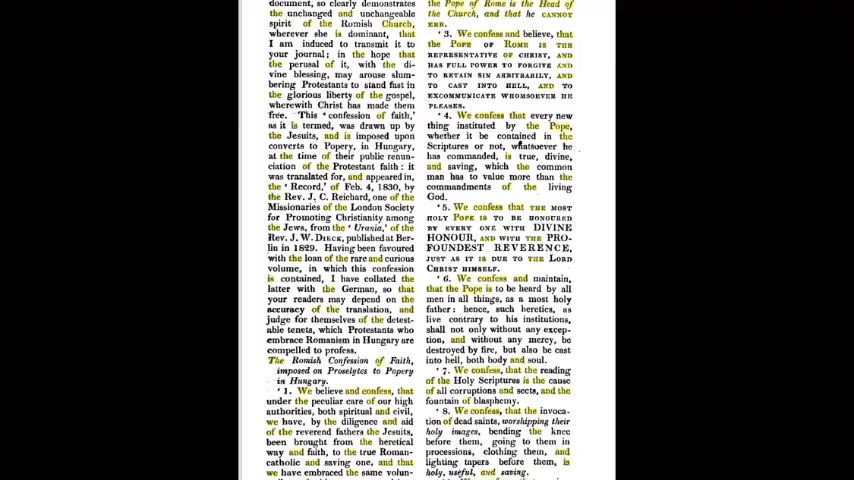 document, so clearly demonstrates
the unchanged and unchangeable
spirit of the Romish Church,
wherever she is dominant, that
I am induced to transmit it to
your journal; in the hope that
the perusal of it, with the di-
vine blessing, may arouse slum-
bering Protestants to stand fast in
the glorious liberty of the gospel,
wherewith Christ has made them
free. This 'confession of faith,'
as it is termed, was drawn up by
the Jesuits, and is imposed upon
converts to Popery, in Hungary,
at the time of their public renun-
ciation of the Protestant faith: it
was translated for, and appeared in,
the 'Record,' of Feb. 4, 1830, by
the Rev. J. C. Reichard, one of the
Missionaries of the London Society
for Promoting Christianity among
the Jews, from the 'Urania,' of the
Rev. J. W. DIECK, published at Ber-
lin in 1829. Having been favoured
with the loan of the rare and curious
volume, in which this confession
is contained, I have collated the
latter with the German, so that
your readers may depend on the
accuracy of the translation, and
judge for themselves of the detest-
able tenets, which Protestants who
embrace Romanism in Hungary are
compelled to profess.
The Romish Confession of Faith,
imposed on Proselytes to Popery
in Hungary.
'1. We believe and confess, that
under the peculiar care of our high
authorities, both spiritual and civil,
we have, by the diligence and aid
of the reverend fathers the Jesuits,
been brought from the heretical
way and faith, to the true Roman-
catholic and saving one, and that
we have embraced the same volun-
the Pope of Rome is the Head of
the Church, and that he CANNOT
ERR.
'3. We confess and believe, that
the POPE OF ROME IS THE
REPRESENTATIVE OF CHRIST, AND
HAS FULL POWER TO FORGIVE AND
TO RETAIN SIN ARBITRARILY, AND
TO CAST INTO HELL, AND TO
EXCOMMUNICATE WHOMSOEVER HE
PLEASES.
'4. We confess that every new
thing instituted by the Pope,
whether it be contained in the
Scriptures or not, whatsoever he
has commanded, is true, divine,
and saving, which the common
man has to value more than the
commandments of the living
God.
'5. We confess that THE MOST
HOLY POPE IS TO BE HONOURED
BY EVERY ONE WITH DIVINE
HONOUR, AND WITH THE PRO-
FOUNDEST REVERENCE,
JUST AS IT IS DUE TO THE LORD
CHRIST HIMSELF.
'6. We confess and maintain,
that the Pope is to be heard by all
men in all things, as a most holy
father: hence, such heretics, as
live contrary to his institutions,
shall not only without any excep-
tion, and without any mercy, be
destroyed by fire, but also be cast
into hell, both body and soul.
'7. We confess, that the reading
of the Holy Scriptures is the cause
of all corruptions and sects, and the
fountain of blasphemy.
'8. We confess, that the invoca-
tion of dead saints, worshipping their
holy images, bending the knee
before them, going to them in
processions, clothing them, and
lighting tapers before them, is
holy, useful, and saving.